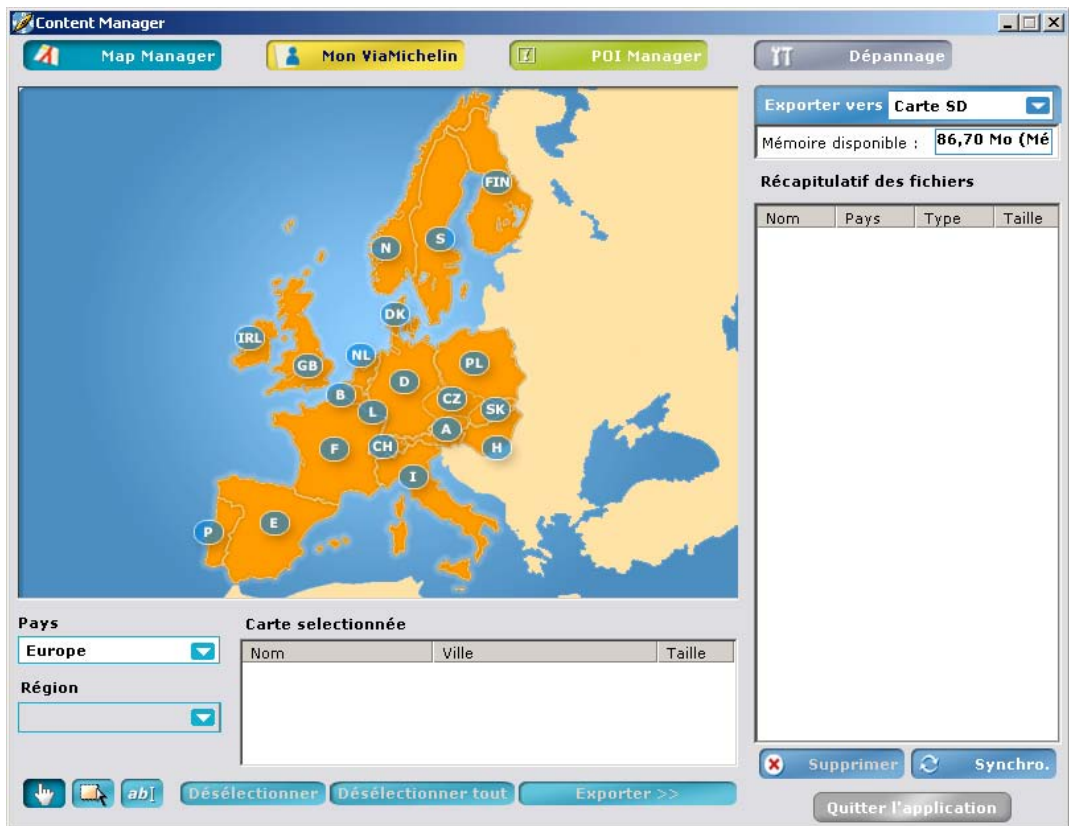 Content Manager
Map Manager
Mon ViaMichelin
POI Manager
Dépannage
Exporter vers Carte SD
Mémoire disponible : 86,70 Mo (Mé
Récapitulatif des fichiers
Nom Pays Type Taille
FIN
S
N
DK
IRL
NL
GB
PL
D
B
CZ
L
SK
A
F
CH
H
I
E
P
Pays
Europe
Région
Carte selectionnée
Nom Ville Taille
ab
Désélectionner
Désélectionner tout
Exporter >>
Supprimer
Synchro.
Quitter l'application